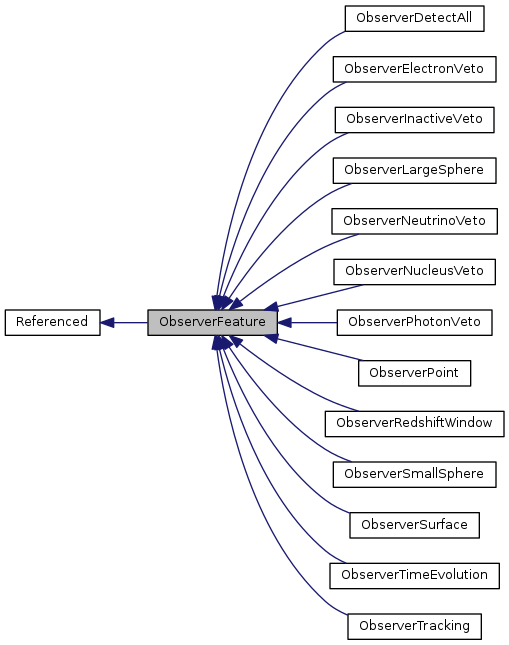 ObserverDetectAll
ObserverElectronVeto
ObserverInactiveVeto
ObserverLargeSphere
ObserverNeutrinoVeto
ObserverNucleusVeto
Referenced
ObserverFeature
ObserverPhotonVeto
ObserverPoint
ObserverRedshiftWindow
ObserverSmallSphere
ObserverSurface
ObserverTimeEvolution
ObserverTracking